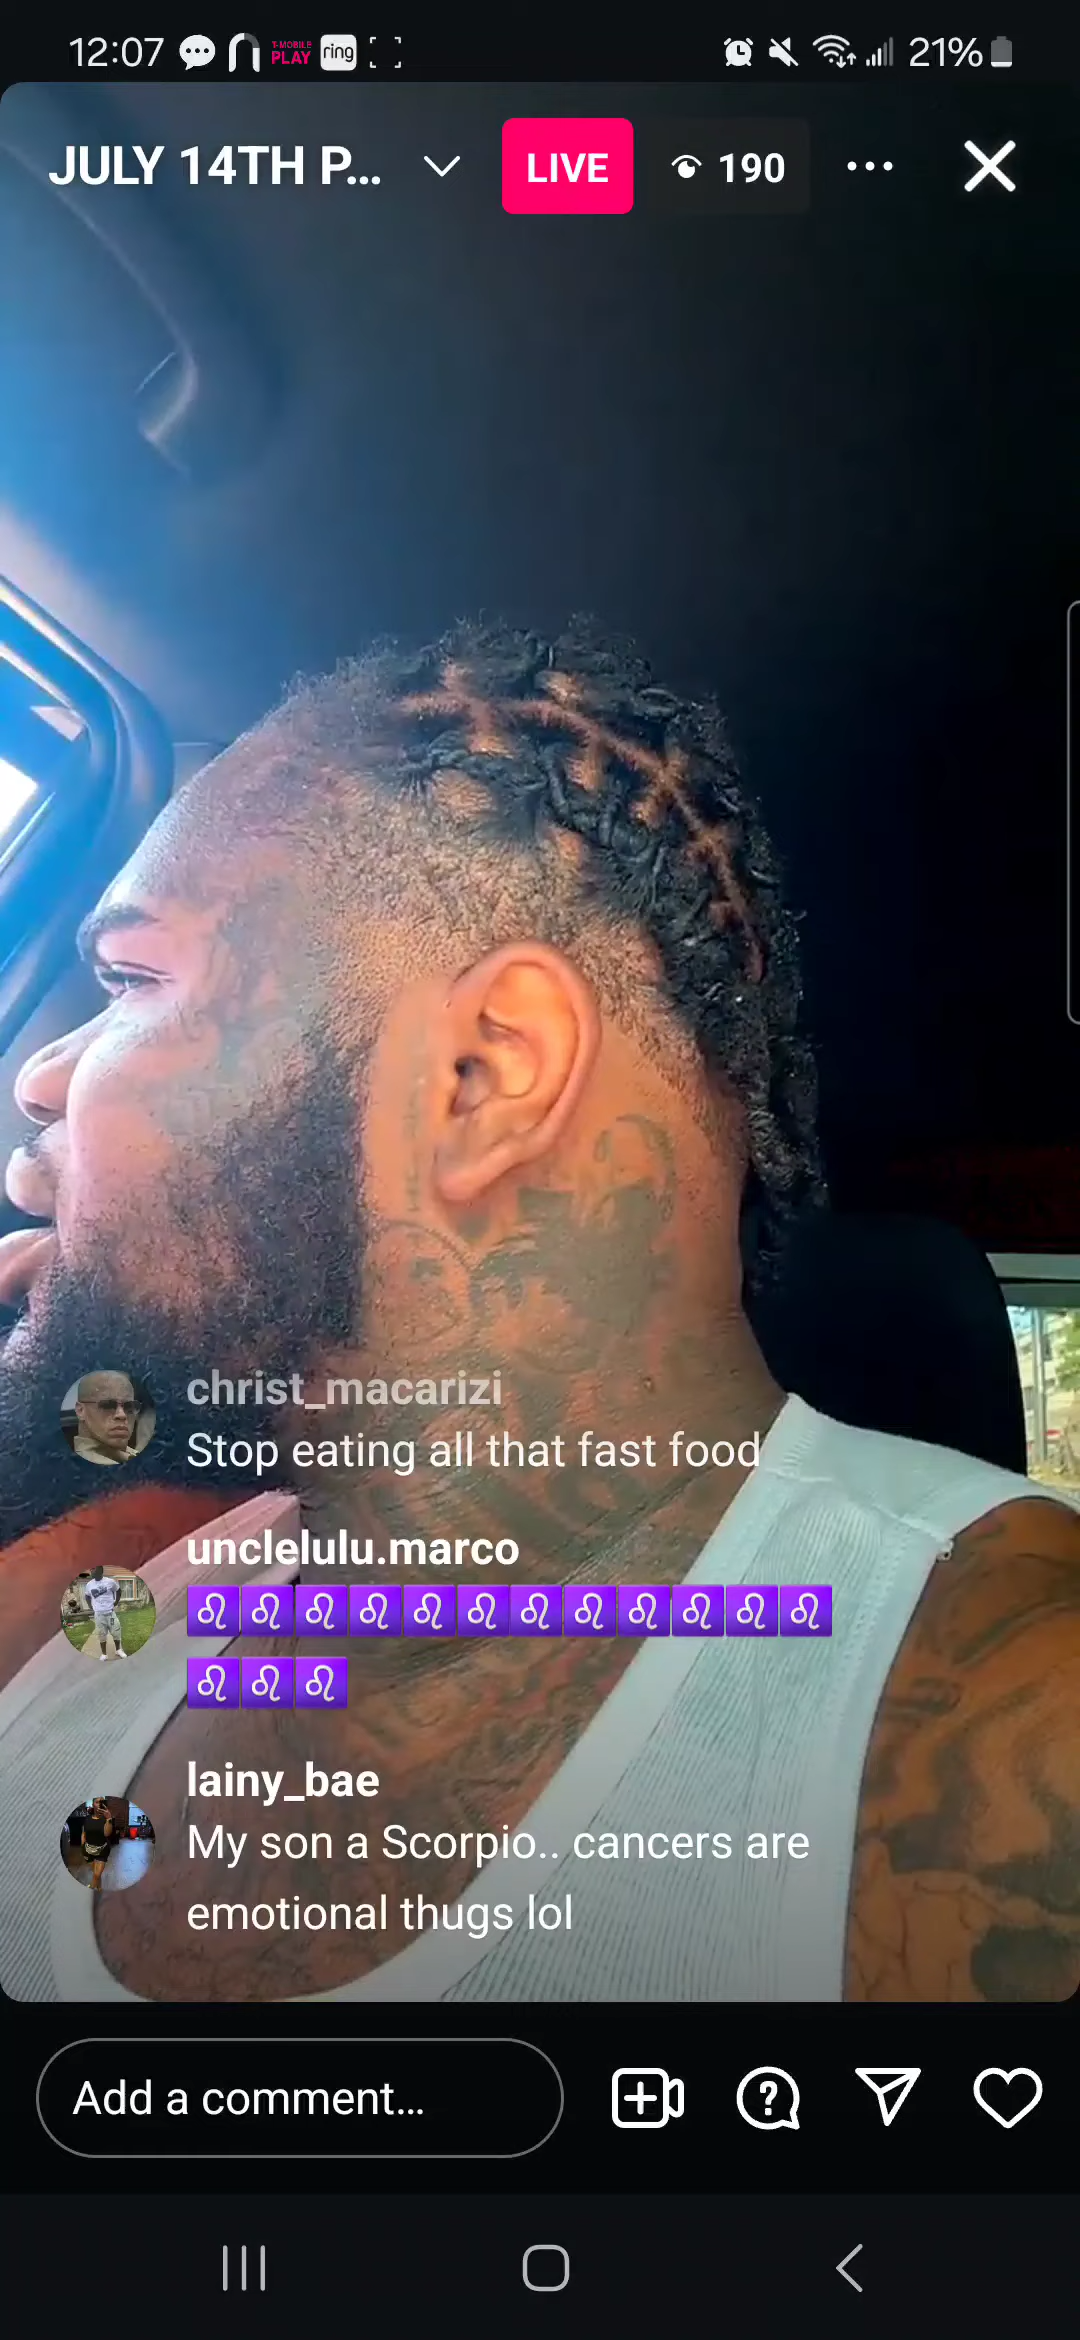 12:07 T-MOBILE PLAY ring 21%
JULY 14TH P... LIVE 190
christ_macarizi
Stop eating all that fast food
unclelulu.marco
♌♌♌♌♌♌♌♌♌♌♌♌
♌♌♌
lainy_bae
My son a Scorpio.. cancers are
emotional thugs lol
Add a comment...